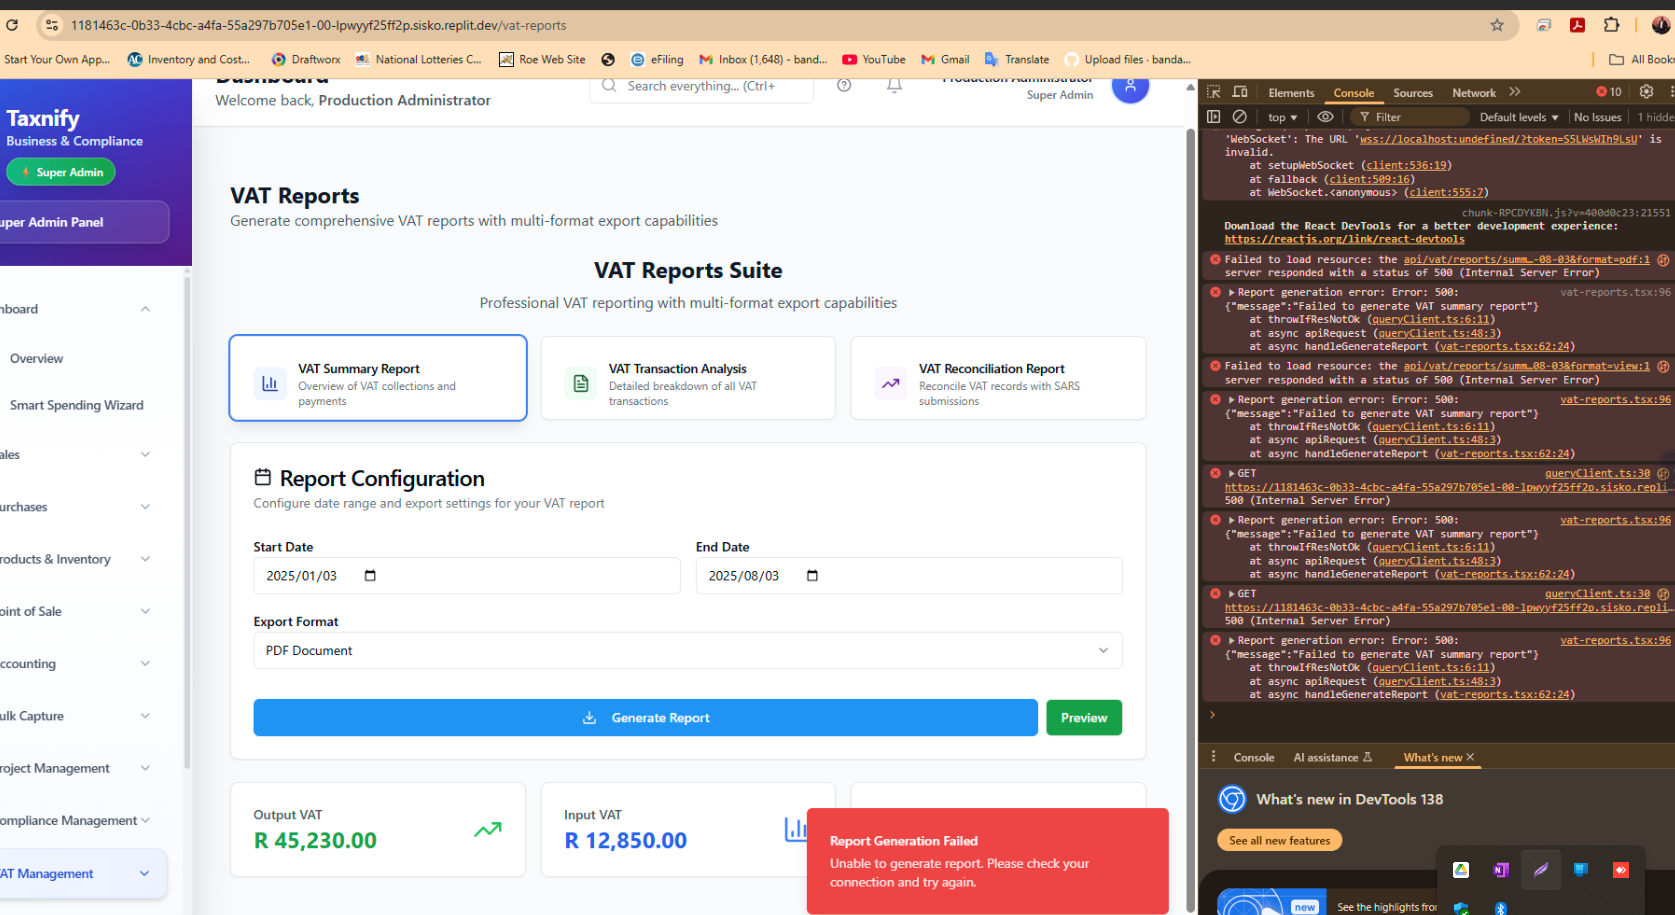 1181463c-0b33-4cbc-a4fa-55a297b705e1-00-lpwyyf25ff2p.sisko.replit.dev/vat-reports
Start Your Own App... Inventory and Cost... Draftworx National Lotteries C... Roe Web Site eFiling Inbox (1,648) - band... YouTube Gmail Translate Upload files · banda... All Bookr
Taxnify
Business & Compliance
Super Admin
uper Admin Panel
hboard
Overview
Smart Spending Wizard
ales
urchases
roducts & Inventory
oint of Sale
ccounting
ulk Capture
roject Management
ompliance Management
AT Management
Dashboard
Welcome back, Production Administrator
Search everything... (Ctrl+
Production Administrator
Super Admin
VAT Reports
Generate comprehensive VAT reports with multi-format export capabilities
VAT Reports Suite
Professional VAT reporting with multi-format export capabilities
VAT Summary Report
Overview of VAT collections and
payments
VAT Transaction Analysis
Detailed breakdown of all VAT
transactions
VAT Reconciliation Report
Reconcile VAT records with SARS
submissions
Report Configuration
Configure date range and export settings for your VAT report
Start Date
2025/01/03
End Date
2025/08/03
Export Format
PDF Document
Generate Report
Preview
Output VAT
R 45,230.00
Input VAT
R 12,850.00
Report Generation Failed
Unable to generate report. Please check your
connection and try again.
Elements Console Sources Network 10
top Filter Default levels No Issues 1 hidde
'WebSocket': The URL 'wss://localhost:undefined/?token=S5LWsWIh9LsU' is
invalid.
at setupWebSocket (client:536:19)
at fallback (client:509:16)
at WebSocket.<anonymous> (client:555:7)
chunk-RPCDYKBN.js?v=400d0c23:21551
Download the React DevTools for a better development experience:
https://reactjs.org/link/react-devtools
Failed to load resource: the api/vat/reports/summ…-08-03&format=pdf:1
server responded with a status of 500 (Internal Server Error)
Report generation error: Error: 500: vat-reports.tsx:96
{"message":"Failed to generate VAT summary report"}
at throwIfResNotOk (queryClient.ts:6:11)
at async apiRequest (queryClient.ts:48:3)
at async handleGenerateReport (vat-reports.tsx:62:24)
Failed to load resource: the api/vat/reports/summ…08-03&format=view:1
server responded with a status of 500 (Internal Server Error)
Report generation error: Error: 500: vat-reports.tsx:96
{"message":"Failed to generate VAT summary report"}
at throwIfResNotOk (queryClient.ts:6:11)
at async apiRequest (queryClient.ts:48:3)
at async handleGenerateReport (vat-reports.tsx:62:24)
GET queryClient.ts:30
https://1181463c-0b33-4cbc-a4fa-55a297b705e1-00-lpwyyf25ff2p.sisko.repli…
500 (Internal Server Error)
Report generation error: Error: 500: vat-reports.tsx:96
{"message":"Failed to generate VAT summary report"}
at throwIfResNotOk (queryClient.ts:6:11)
at async apiRequest (queryClient.ts:48:3)
at async handleGenerateReport (vat-reports.tsx:62:24)
GET queryClient.ts:30
https://1181463c-0b33-4cbc-a4fa-55a297b705e1-00-lpwyyf25ff2p.sisko.repli…
500 (Internal Server Error)
Report generation error: Error: 500: vat-reports.tsx:96
{"message":"Failed to generate VAT summary report"}
at throwIfResNotOk (queryClient.ts:6:11)
at async apiRequest (queryClient.ts:48:3)
at async handleGenerateReport (vat-reports.tsx:62:24)
Console AI assistance What's new
What's new in DevTools 138
See all new features
new
See the highlights from